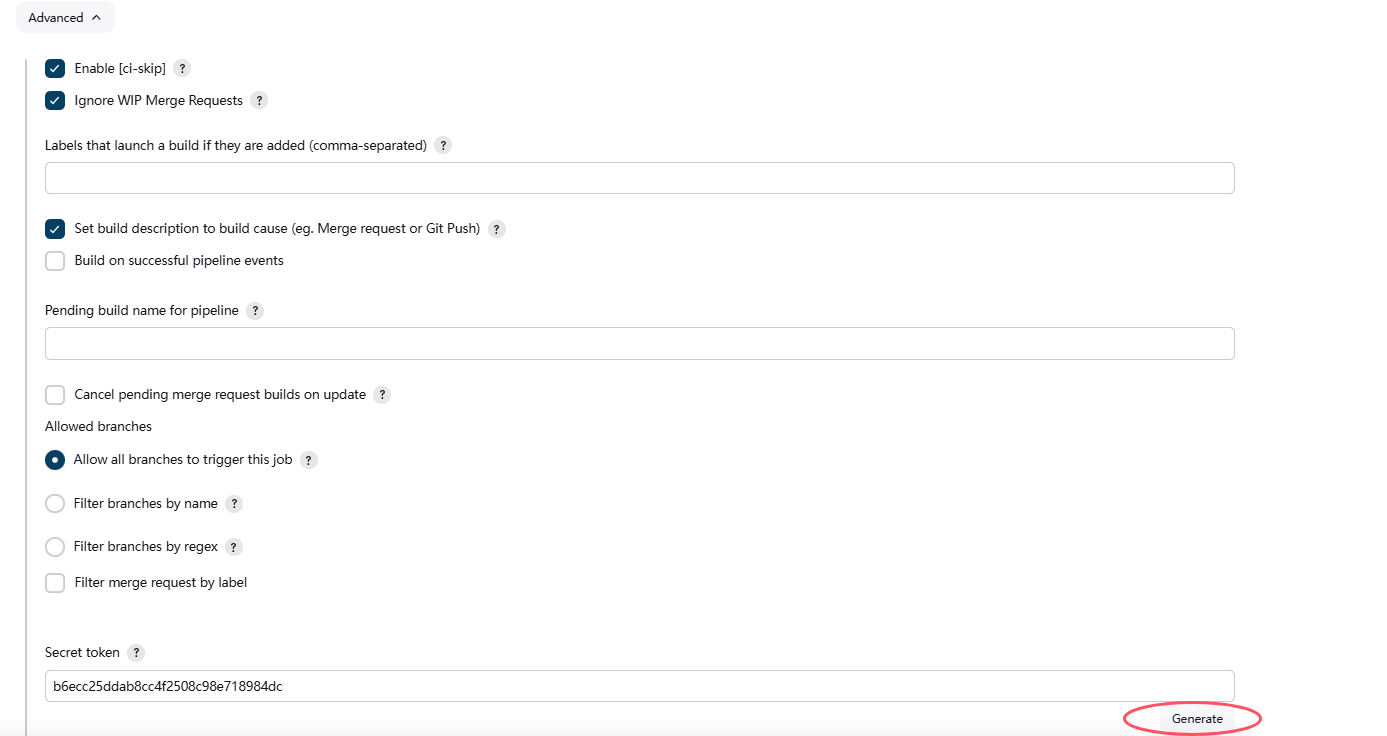 Advanced
Enable [ci-skip] ?
Ignore WIP Merge Requests ?
Labels that launch a build if they are added (comma-separated) ?
Set build description to build cause (eg. Merge request or Git Push) ?
Build on successful pipeline events
Pending build name for pipeline ?
Cancel pending merge request builds on update ?
Allowed branches
Allow all branches to trigger this job ?
Filter branches by name ?
Filter branches by regex ?
Filter merge request by label
Secret token ?
b6ecc25ddab8cc4f2508c98e718984dc
Generate